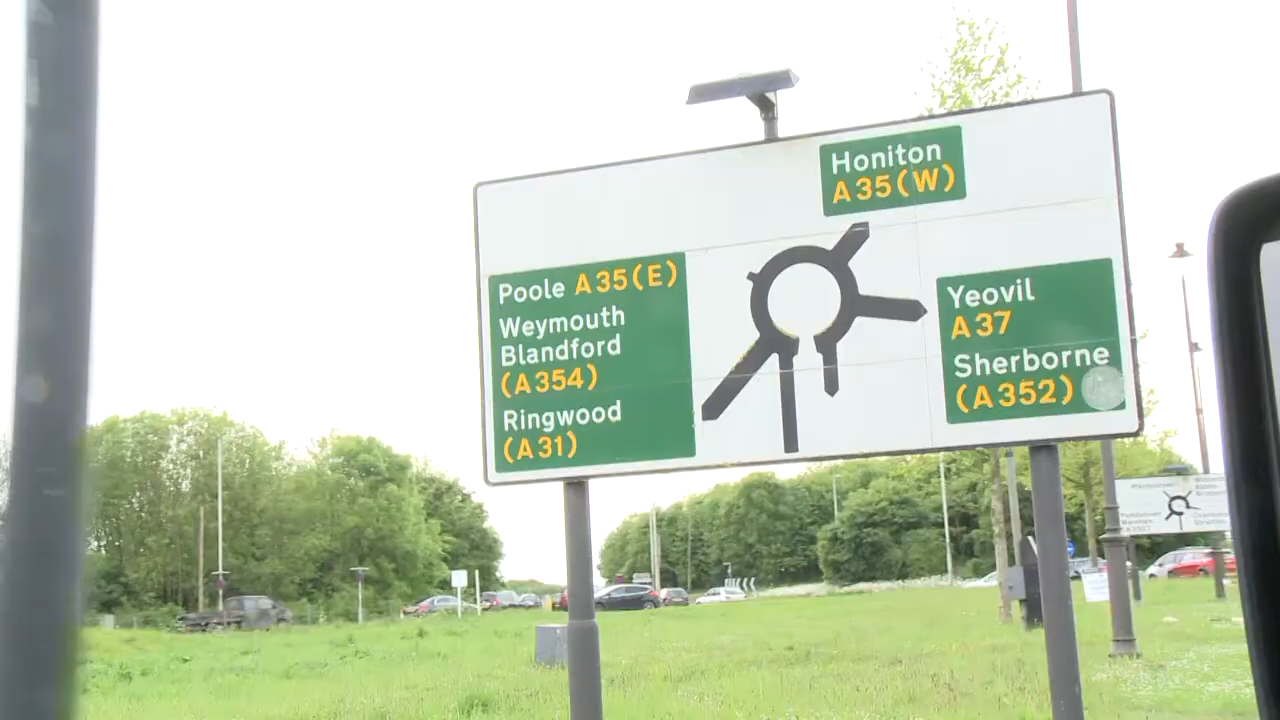 Honiton
A35(W)
Poole A35(E)
Weymouth
Blandford
(A354)
Ringwood
(A31)
Yeovil
A37
Sherborne
(A352)